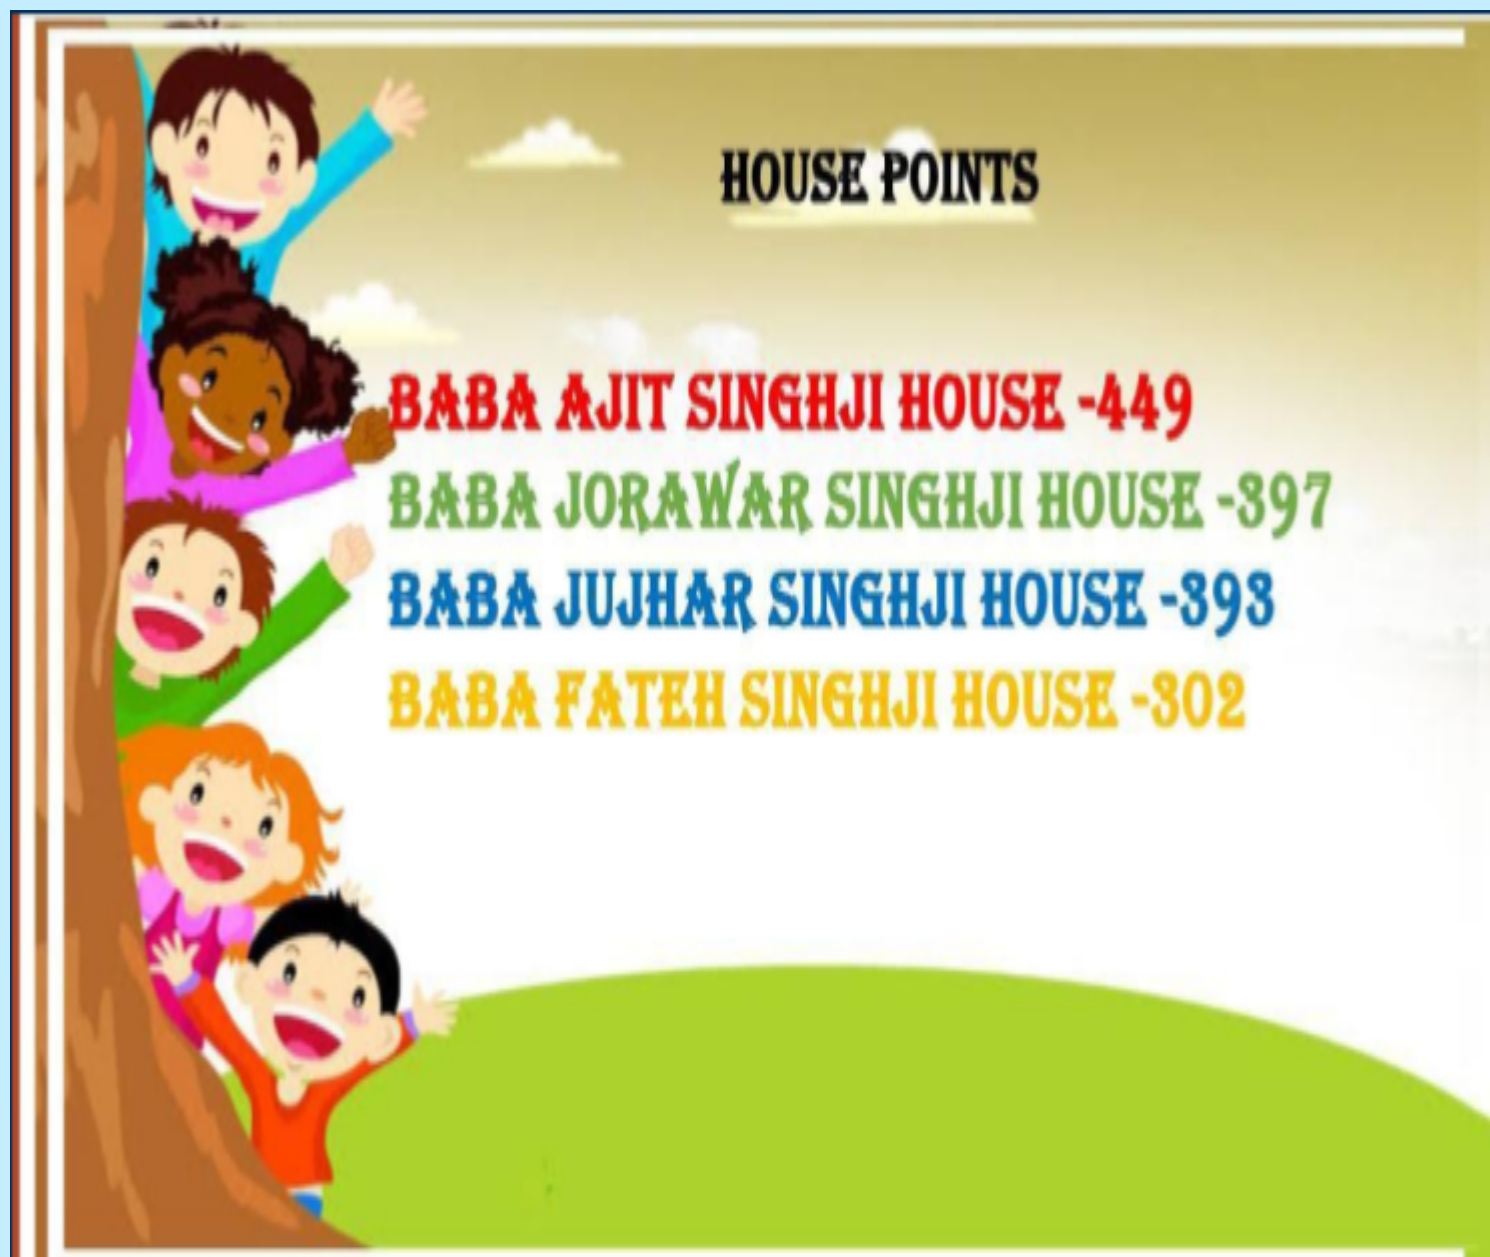 HOUSE POINTS
BABA AJIT SINGHJI HOUSE -449
BABA JORAWAR SINGHJI HOUSE -397
BABA JUJHAR SINGHJI HOUSE -393
BABA FATEH SINGHJI HOUSE -302